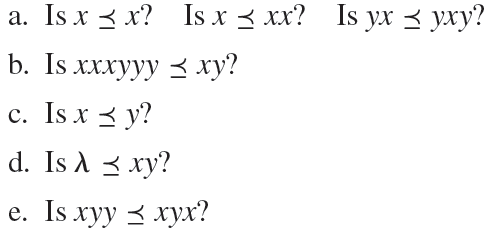 a. Is x ⪯ x? Is x ⪯ xx? Is yx ⪯ yxy?
b. Is xxxyyy ⪯ xy?
c. Is x ⪯ y?
d. Is λ ⪯ xy?
e. Is xyy ⪯ xyx?